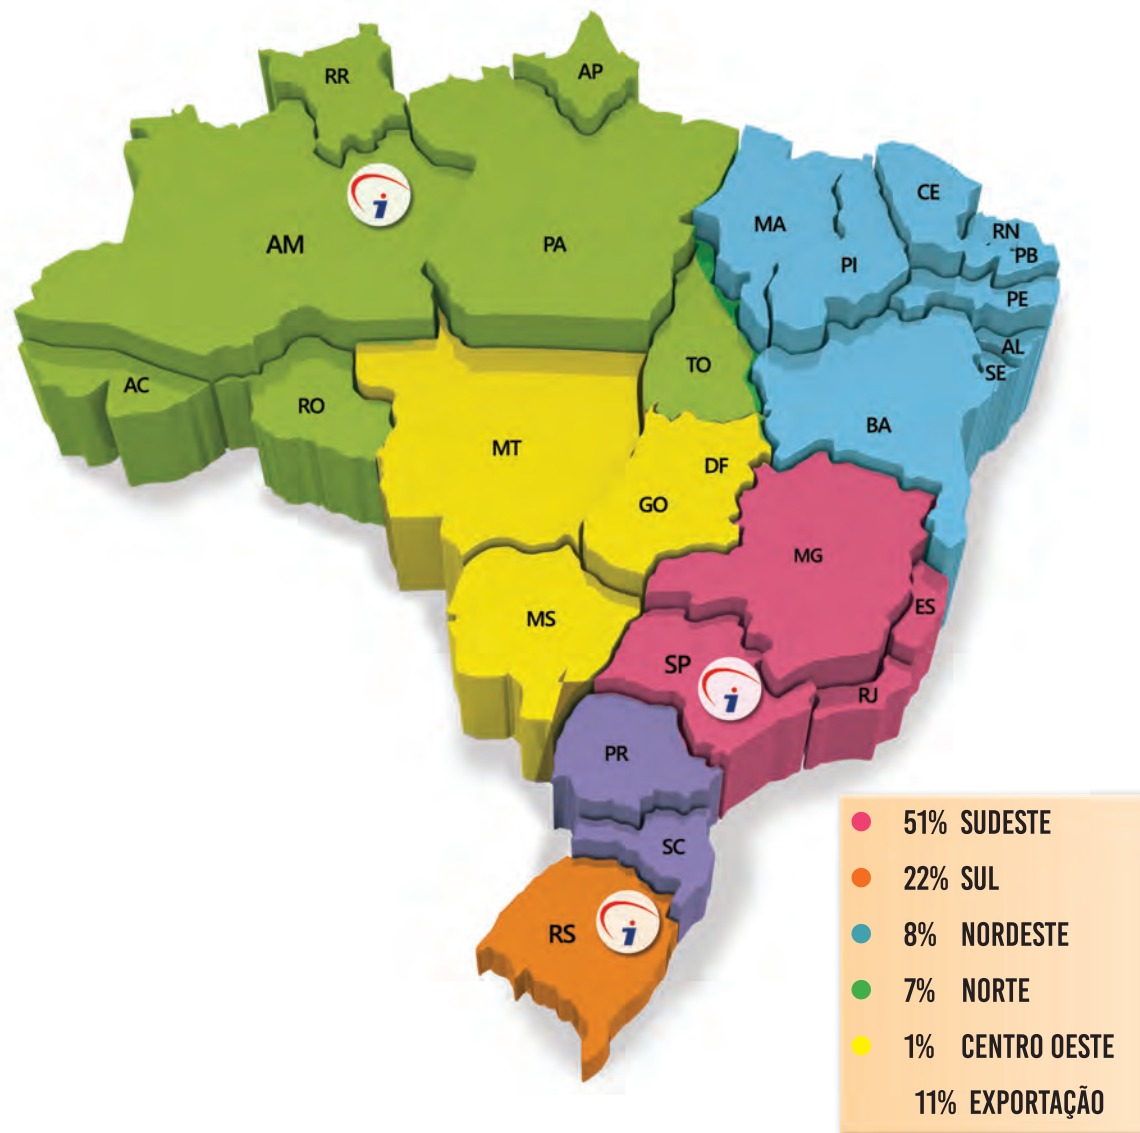 RR
AP
AM
PA
MA
CE
RN
PB
PI
PE
AL
SE
AC
RO
TO
BA
MT
DF
GO
MG
MS
ES
SP
RJ
PR
SC
RS
i
i
i
51% SUDESTE
22% SUL
8% NORDESTE
7% NORTE
1% CENTRO OESTE
11% EXPORTAÇÃO